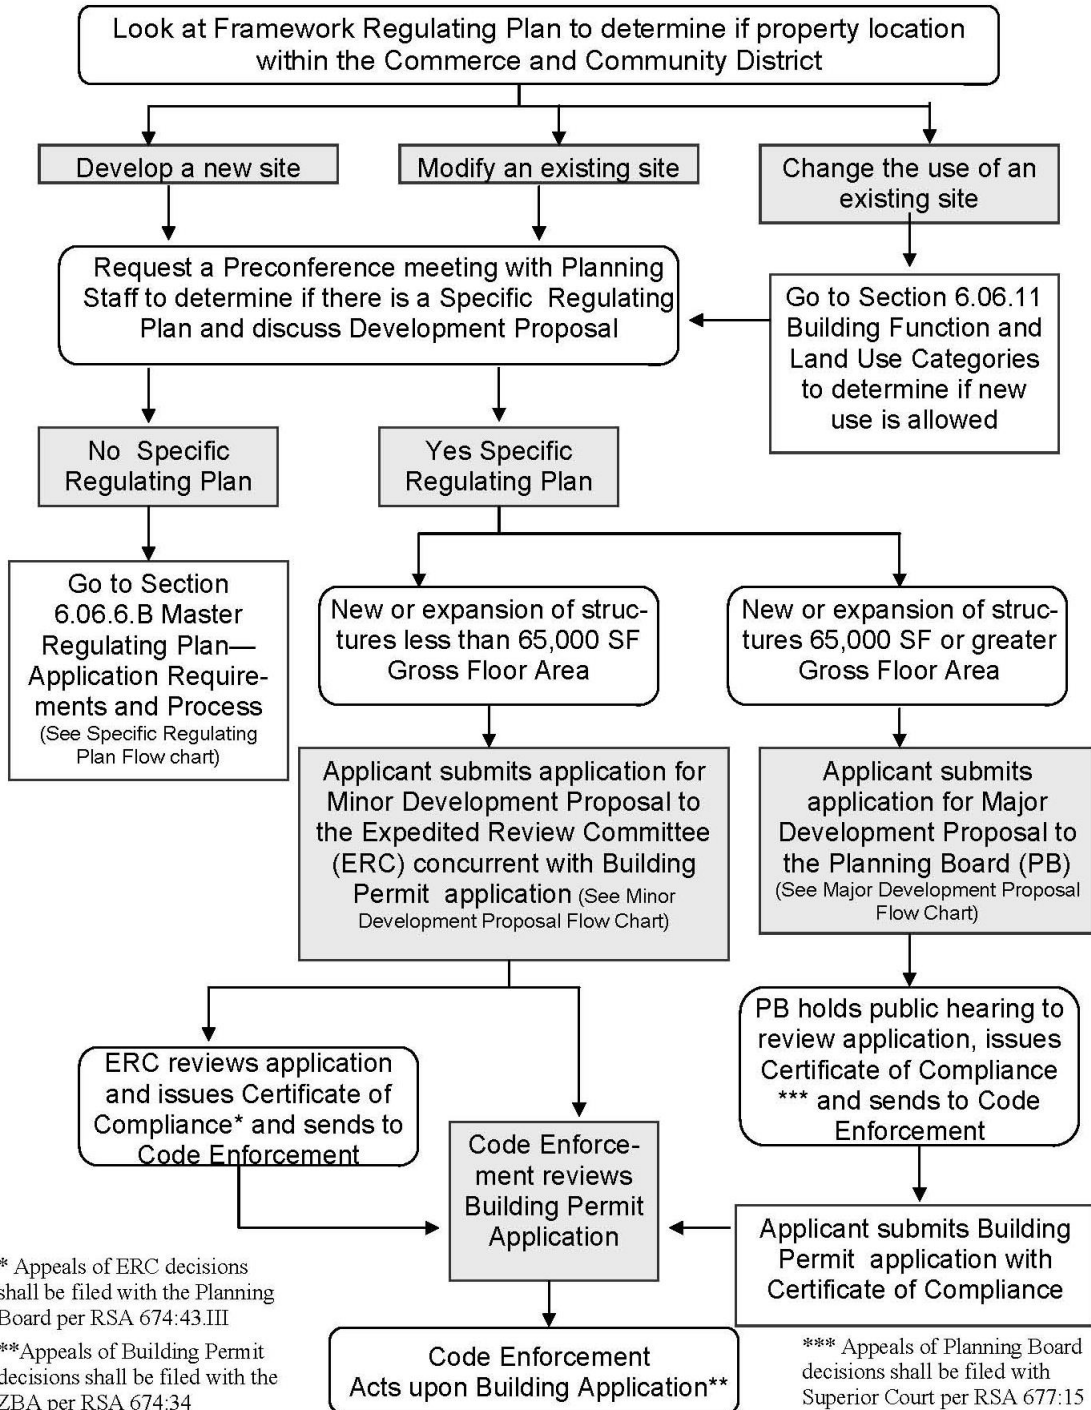 Look at Framework Regulating Plan to determine if property location
within the Commerce and Community District
Develop a new site
Modify an existing site
Change the use of an
existing site
Request a Preconference meeting with Planning
Staff to determine if there is a Specific Regulating
Plan and discuss Development Proposal
Go to Section 6.06.11
Building Function and
Land Use Categories
to determine if new
use is allowed
No Specific
Regulating Plan
Yes Specific
Regulating Plan
Go to Section
6.06.6.B Master
Regulating Plan—
Application Require-
ments and Process
(See Specific Regulating
Plan Flow chart)
New or expansion of struc-
tures less than 65,000 SF
Gross Floor Area
New or expansion of struc-
tures 65,000 SF or greater
Gross Floor Area
Applicant submits application for
Minor Development Proposal to
the Expedited Review Committee
(ERC) concurrent with Building
Permit application (See Minor
Development Proposal Flow Chart)
Applicant submits
application for Major
Development Proposal to
the Planning Board (PB)
(See Major Development Proposal
Flow Chart)
ERC reviews application
and issues Certificate of
Compliance* and sends to
Code Enforcement
PB holds public hearing to
review application, issues
Certificate of Compliance
*** and sends to Code
Enforcement
Code Enforce-
ment reviews
Building Permit
Application
Applicant submits Building
Permit application with
Certificate of Compliance
Code Enforcement
Acts upon Building Application**
* Appeals of ERC decisions
shall be filed with the Planning
Board per RSA 674:43.III
**Appeals of Building Permit
decisions shall be filed with the
ZBA per RSA 674:34
*** Appeals of Planning Board
decisions shall be filed with
Superior Court per RSA 677:15